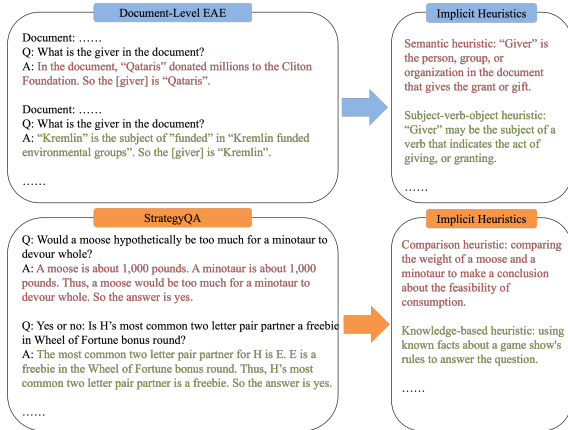 Document-Level EAE
Document: ……
Q: What is the giver in the document?
A: In the document, “Qataris” donated millions to the Cliton
Foundation. So the [giver] is “Qataris”.
Document: ……
Q: What is the giver in the document?
A: “Kremlin” is the subject of ”funded” in “Kremlin funded
environmental groups”. So the [giver] is “Kremlin”.
……
Implicit Heuristics
Semantic heuristic: “Giver” is
the person, group, or
organization in the document
that gives the grant or gift.
Subject-verb-object heuristic:
“Giver” may be the subject of a
verb that indicates the act of
giving, or granting.
……
StrategyQA
Q: Would a moose hypothetically be too much for a minotaur to
devour whole?
A: A moose is about 1,000 pounds. A minotaur is about 1,000
pounds. Thus, a moose would be too much for a minotaur to
devour whole. So the answer is yes.
Q: Yes or no: Is H’s most common two letter pair partner a freebie
in Wheel of Fortune bonus round?
A: The most common two letter pair partner for H is E. E is a
freebie in the Wheel of Fortune bonus round. Thus, H’s most
common two letter pair partner is a freebie. So the answer is yes.
……
Implicit Heuristics
Comparison heuristic: comparing
the weight of a moose and a
minotaur to make a conclusion
about the feasibility of
consumption.
Knowledge-based heuristic: using
known facts about a game show's
rules to answer the question.
……